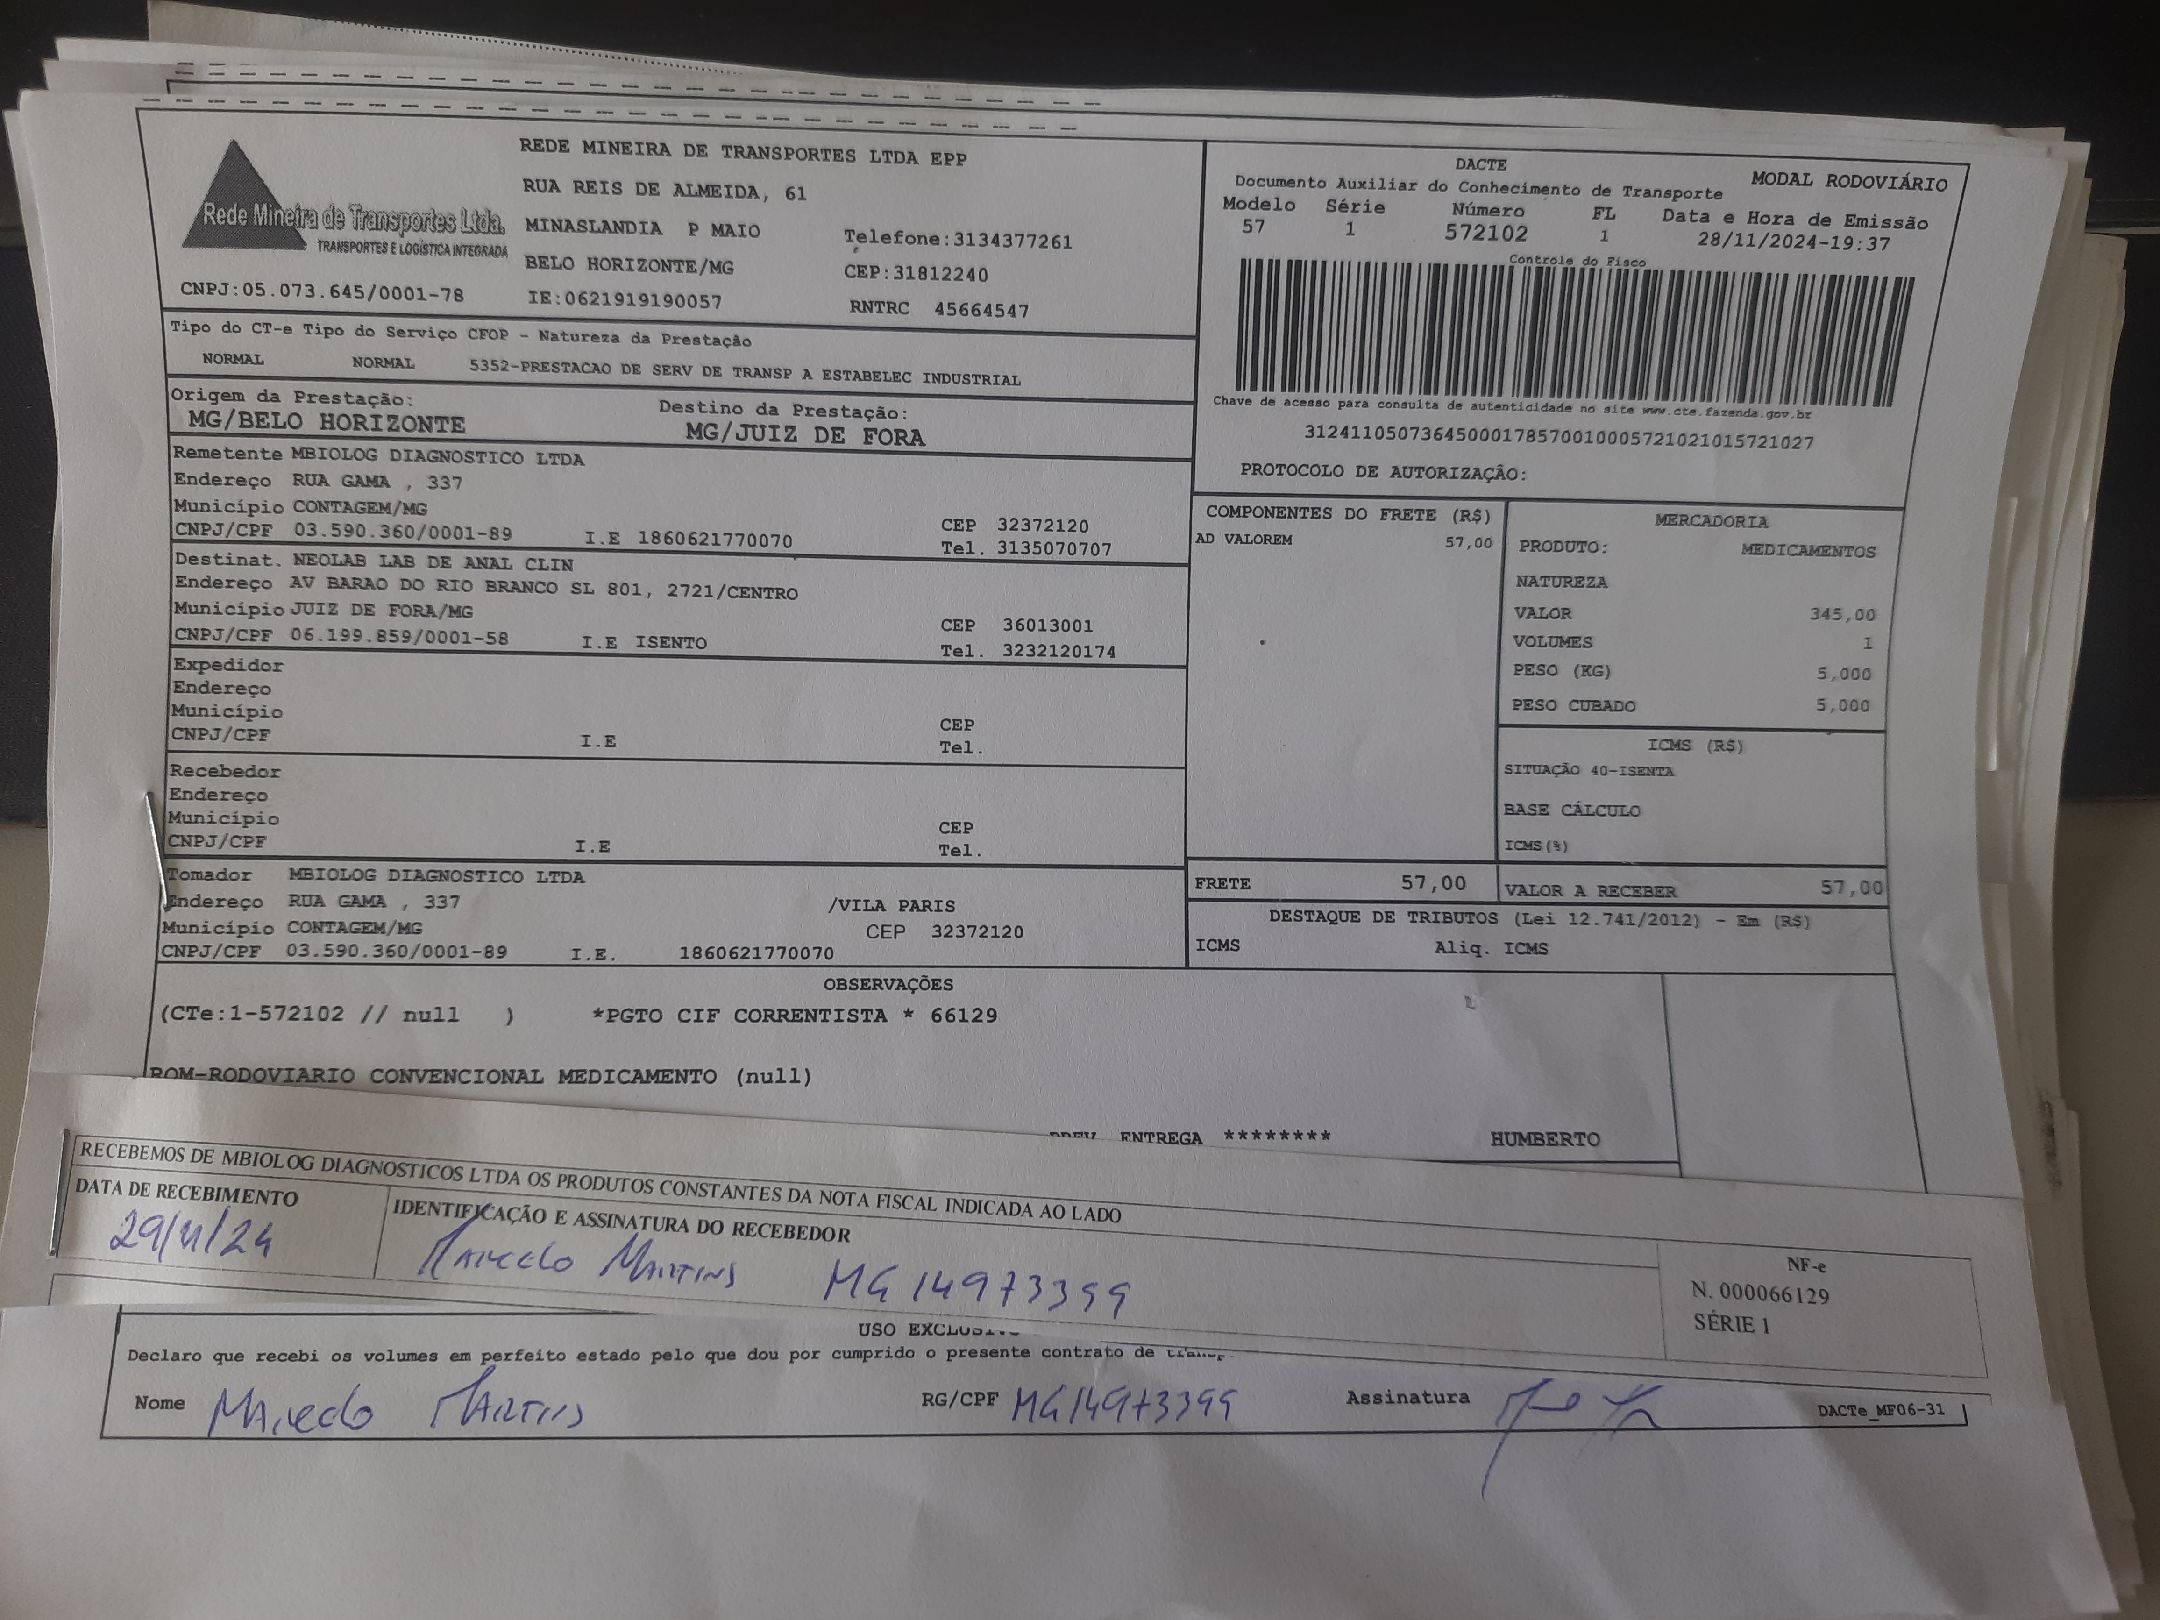 Rede Mineira de Transportes Ltda.
TRANSPORTES E LOGÍSTICA INTEGRADA
CNPJ:05.073.645/0001-78
REDE MINEIRA DE TRANSPORTES LTDA EPP
RUA REIS DE ALMEIDA, 61
MINASLANDIA P MAIO Telefone:3134377261
BELO HORIZONTE/MG CEP:31812240
IE:0621919190057 RNTRC 45664547
DACTE MODAL RODOVIÁRIO
Documento Auxiliar do Conhecimento de Transporte
Modelo Série Número FL Data e Hora de Emissão
57 1 572102 1 28/11/2024-19:37
Controle do Fisco
Chave de acesso para consulta de autenticidade no site www.cte.fazenda.gov.br
31241105073645000178570010005721021015721027
PROTOCOLO DE AUTORIZAÇÃO:
Tipo do CT-e Tipo do Serviço CFOP - Natureza da Prestação
NORMAL NORMAL 5352-PRESTACAO DE SERV DE TRANSP A ESTABELEC INDUSTRIAL
Origem da Prestação: Destino da Prestação:
MG/BELO HORIZONTE MG/JUIZ DE FORA
Remetente MBIOLOG DIAGNOSTICO LTDA
Endereço RUA GAMA , 337
Município CONTAGEM/MG CEP 32372120
CNPJ/CPF 03.590.360/0001-89 I.E 1860621770070 Tel. 3135070707
Destinat. NEOLAB LAB DE ANAL CLIN
Endereço AV BARAO DO RIO BRANCO SL 801, 2721/CENTRO
Município JUIZ DE FORA/MG CEP 36013001
CNPJ/CPF 06.199.859/0001-58 I.E ISENTO Tel. 3232120174
Expedidor
Endereço
Município CEP
CNPJ/CPF I.E Tel.
Recebedor
Endereço
Município CEP
CNPJ/CPF I.E Tel.
Tomador MBIOLOG DIAGNOSTICO LTDA
Endereço RUA GAMA , 337 /VILA PARIS
Município CONTAGEM/MG CEP 32372120
CNPJ/CPF 03.590.360/0001-89 I.E. 1860621770070
COMPONENTES DO FRETE (R$)
AD VALOREM 57,00
MERCADORIA
PRODUTO: MEDICAMENTOS
NATUREZA
VALOR 345,00
VOLUMES 1
PESO (KG) 5,000
PESO CUBADO 5,000
ICMS (R$)
SITUAÇÃO 40-ISENTA
BASE CÁLCULO
ICMS(%)
FRETE 57,00 VALOR A RECEBER 57,00
DESTAQUE DE TRIBUTOS (Lei 12.741/2012) - Em (R$)
ICMS Aliq. ICMS
OBSERVAÇÕES
(CTe:1-572102 // null ) *PGTO CIF CORRENTISTA * 66129
ROM-RODOVIARIO CONVENCIONAL MEDICAMENTO (null)
PREV ENTREGA ******** HUMBERTO
RECEBEMOS DE MBIOLOG DIAGNOSTICOS LTDA OS PRODUTOS CONSTANTES DA NOTA FISCAL INDICADA AO LADO
DATA DE RECEBIMENTO IDENTIFICAÇÃO E ASSINATURA DO RECEBEDOR
29/11/24 Marcelo Martins MG14973399
NF-e
N. 000066129
SÉRIE 1
USO
Declaro que recebi os volumes em perfeito estado pelo que dou por cumprido o presente contrato de
Nome Marcelo Martins RG/CPF MG14973399 Assinatura
DACTe_MF06-31